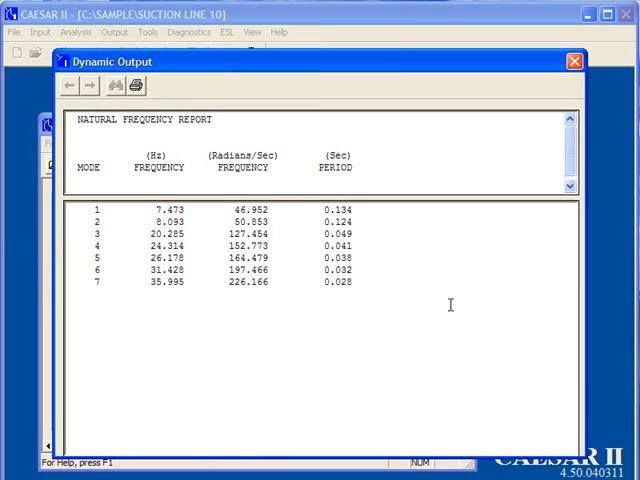 CAESAR II - [C:\SAMPLE\SUCTION LINE 10]
File Input Analysis Output Tools Diagnostics ESL View Help
Dynamic Output
NATURAL FREQUENCY REPORT
(Hz) (Radians/Sec) (Sec)
MODE FREQUENCY FREQUENCY PERIOD
1 7.473 46.952 0.134
2 8.093 50.853 0.124
3 20.285 127.454 0.049
4 24.314 152.773 0.041
5 26.178 164.479 0.038
6 31.428 197.466 0.032
7 35.995 226.166 0.028
For Help, press F1 NUM
CAESAR II
4.50.040311